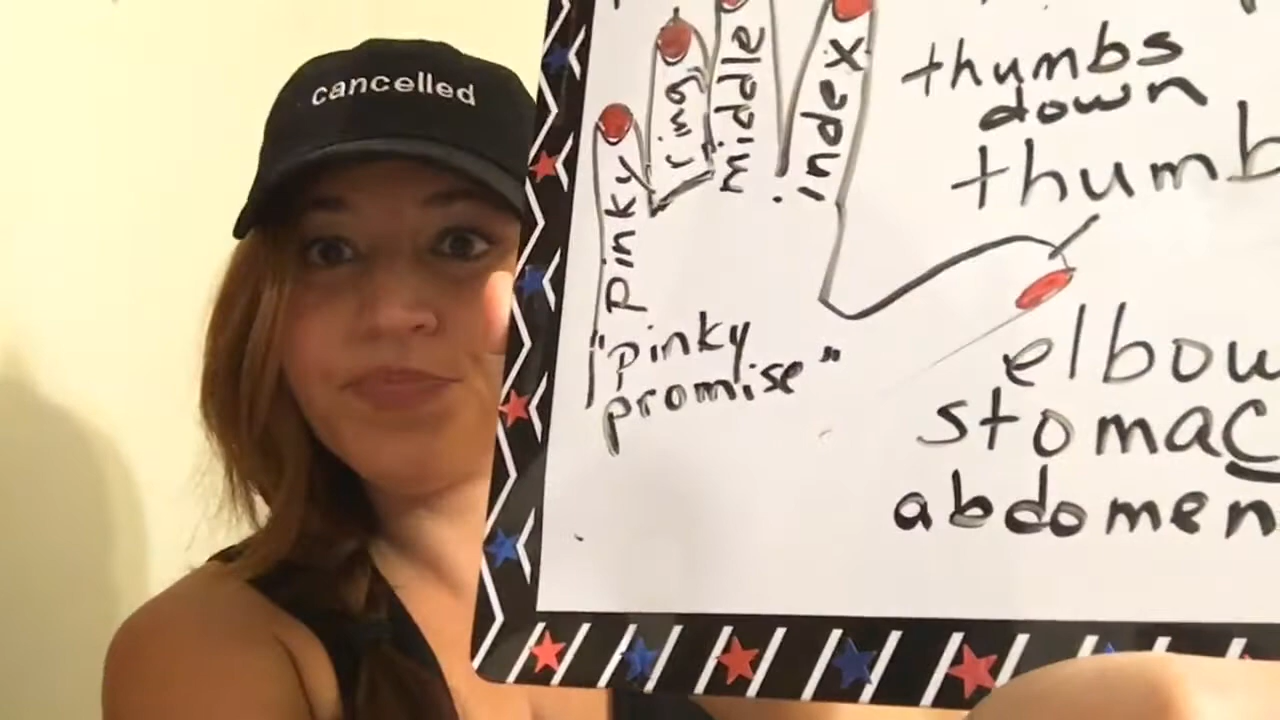 cancelled
pinky
ring
middle
index
thumbs
down
thumb
"pinky
promise"
elbow
stomac
abdomen